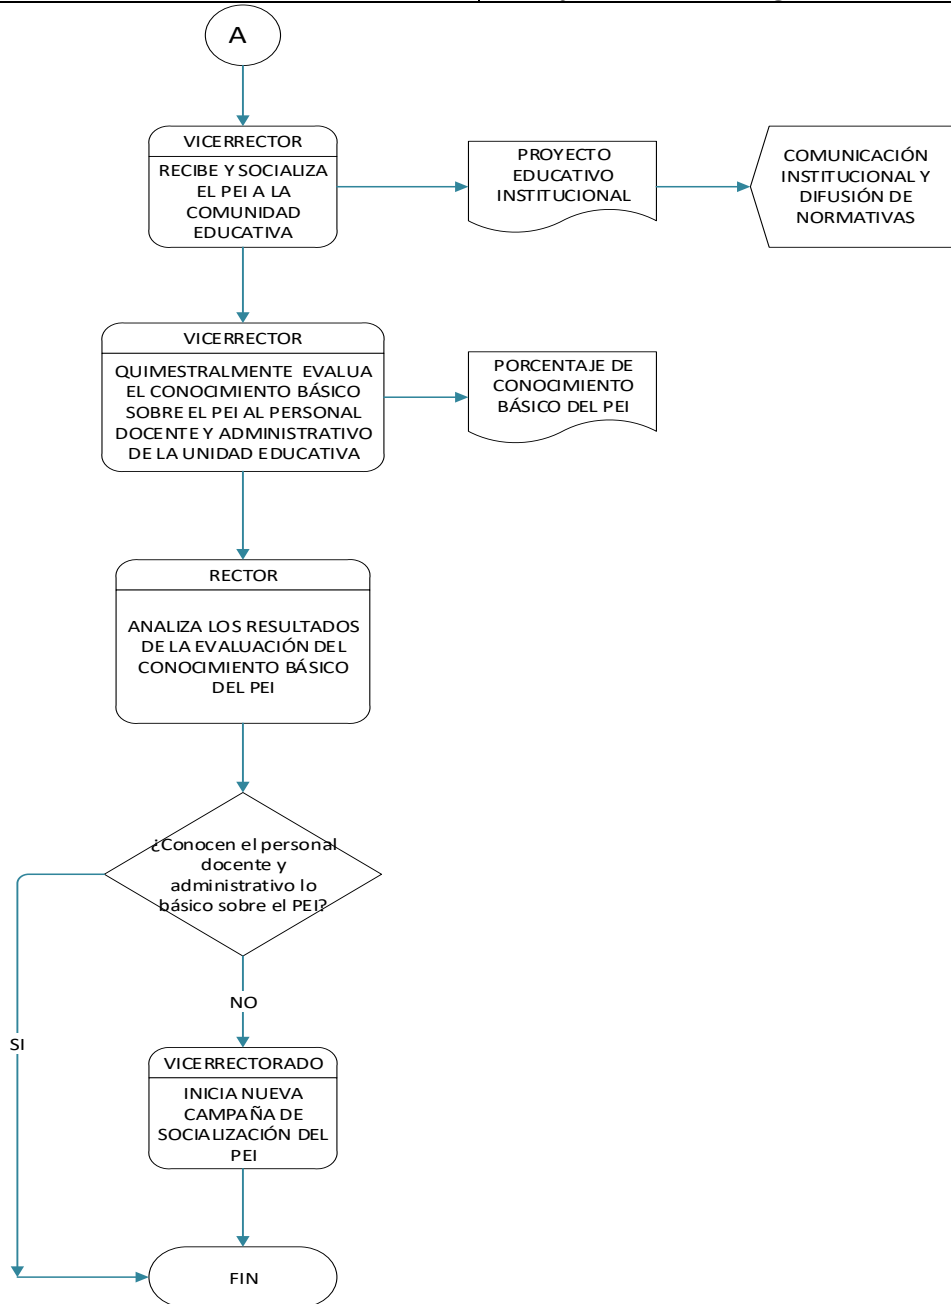 A
VICERRECTOR
RECIBE Y SOCIALIZA
EL PEI A LA
COMUNIDAD
EDUCATIVA
PROYECTO
EDUCATIVO
INSTITUCIONAL
COMUNICACIÓN
INSTITUCIONAL Y
DIFUSIÓN DE
NORMATIVAS
VICERRECTOR
QUIMESTRALMENTE EVALUA
EL CONOCIMIENTO BÁSICO
SOBRE EL PEI AL PERSONAL
DOCENTE Y ADMINISTRATIVO
DE LA UNIDAD EDUCATIVA
PORCENTAJE DE
CONOCIMIENTO
BÁSICO DEL PEI
RECTOR
ANALIZA LOS RESULTADOS
DE LA EVALUACIÓN DEL
CONOCIMIENTO BÁSICO
DEL PEI
¿Conocen el personal
docente y
administrativo lo
básico sobre el PEI?
NO
SI
VICERRECTORADO
INICIA NUEVA
CAMPAÑA DE
SOCIALIZACIÓN DEL
PEI
FIN